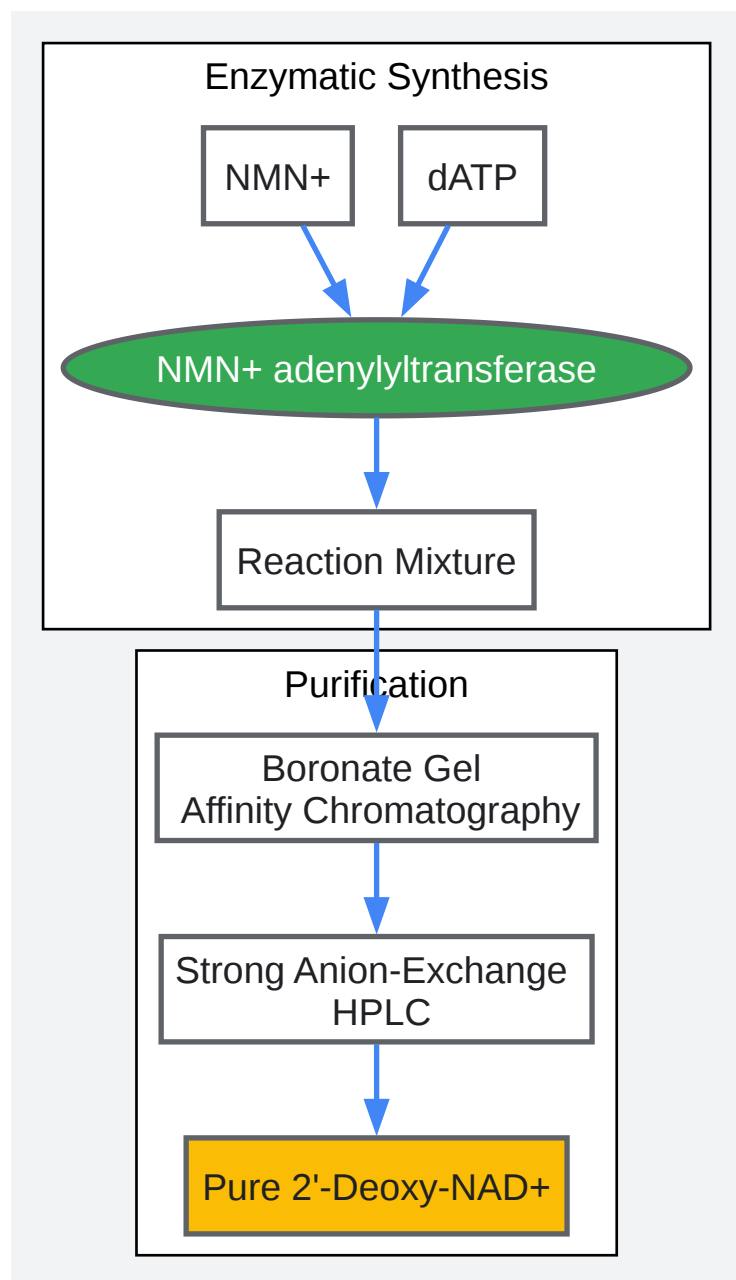 Enzymatic Synthesis
NMN+
dATP
NMN+ adenylyltransferase
Reaction Mixture
Purification
Boronate Gel
Affinity Chromatography
Strong Anion-Exchange
HPLC
Pure 2'-Deoxy-NAD+